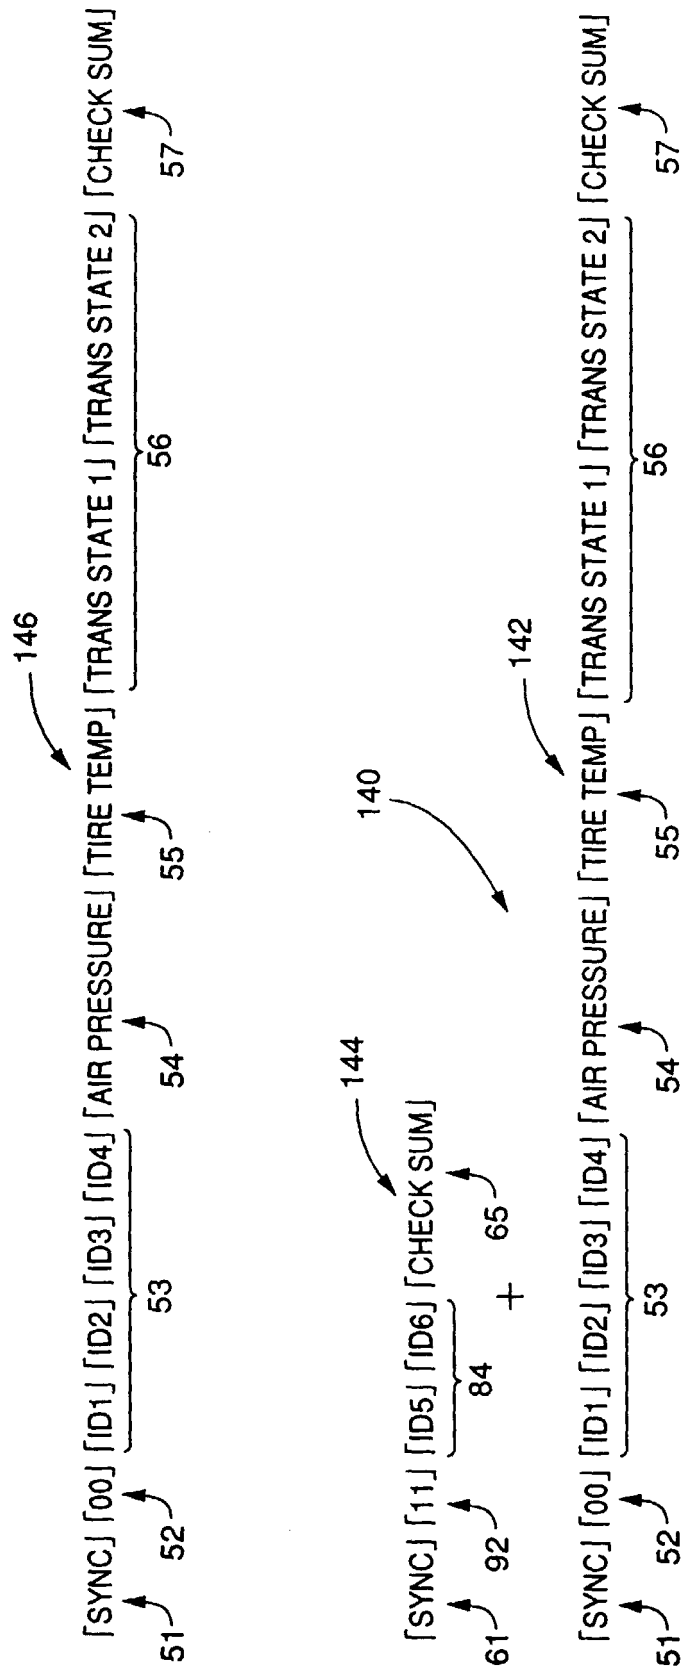 146
⌈SYNC⌋ ⌈00⌋ ⌈ID1⌋ ⌈ID2⌋ ⌈ID3⌋ ⌈ID4⌋ ⌈AIR PRESSURE⌋ ⌈TIRE TEMP⌋ ⌈TRANS STATE 1⌋ ⌈TRANS STATE 2⌋ ⌈CHECK SUM⌋
51 52 53 54 55 56 57
140
144
⌈SYNC⌋ ⌈11⌋ ⌈ID5⌋ ⌈ID6⌋ ⌈CHECK SUM⌋
61 92 84 65
+
142
⌈SYNC⌋ ⌈00⌋ ⌈ID1⌋ ⌈ID2⌋ ⌈ID3⌋ ⌈ID4⌋ ⌈AIR PRESSURE⌋ ⌈TIRE TEMP⌋ ⌈TRANS STATE 1⌋ ⌈TRANS STATE 2⌋ ⌈CHECK SUM⌋
51 52 53 54 55 56 57